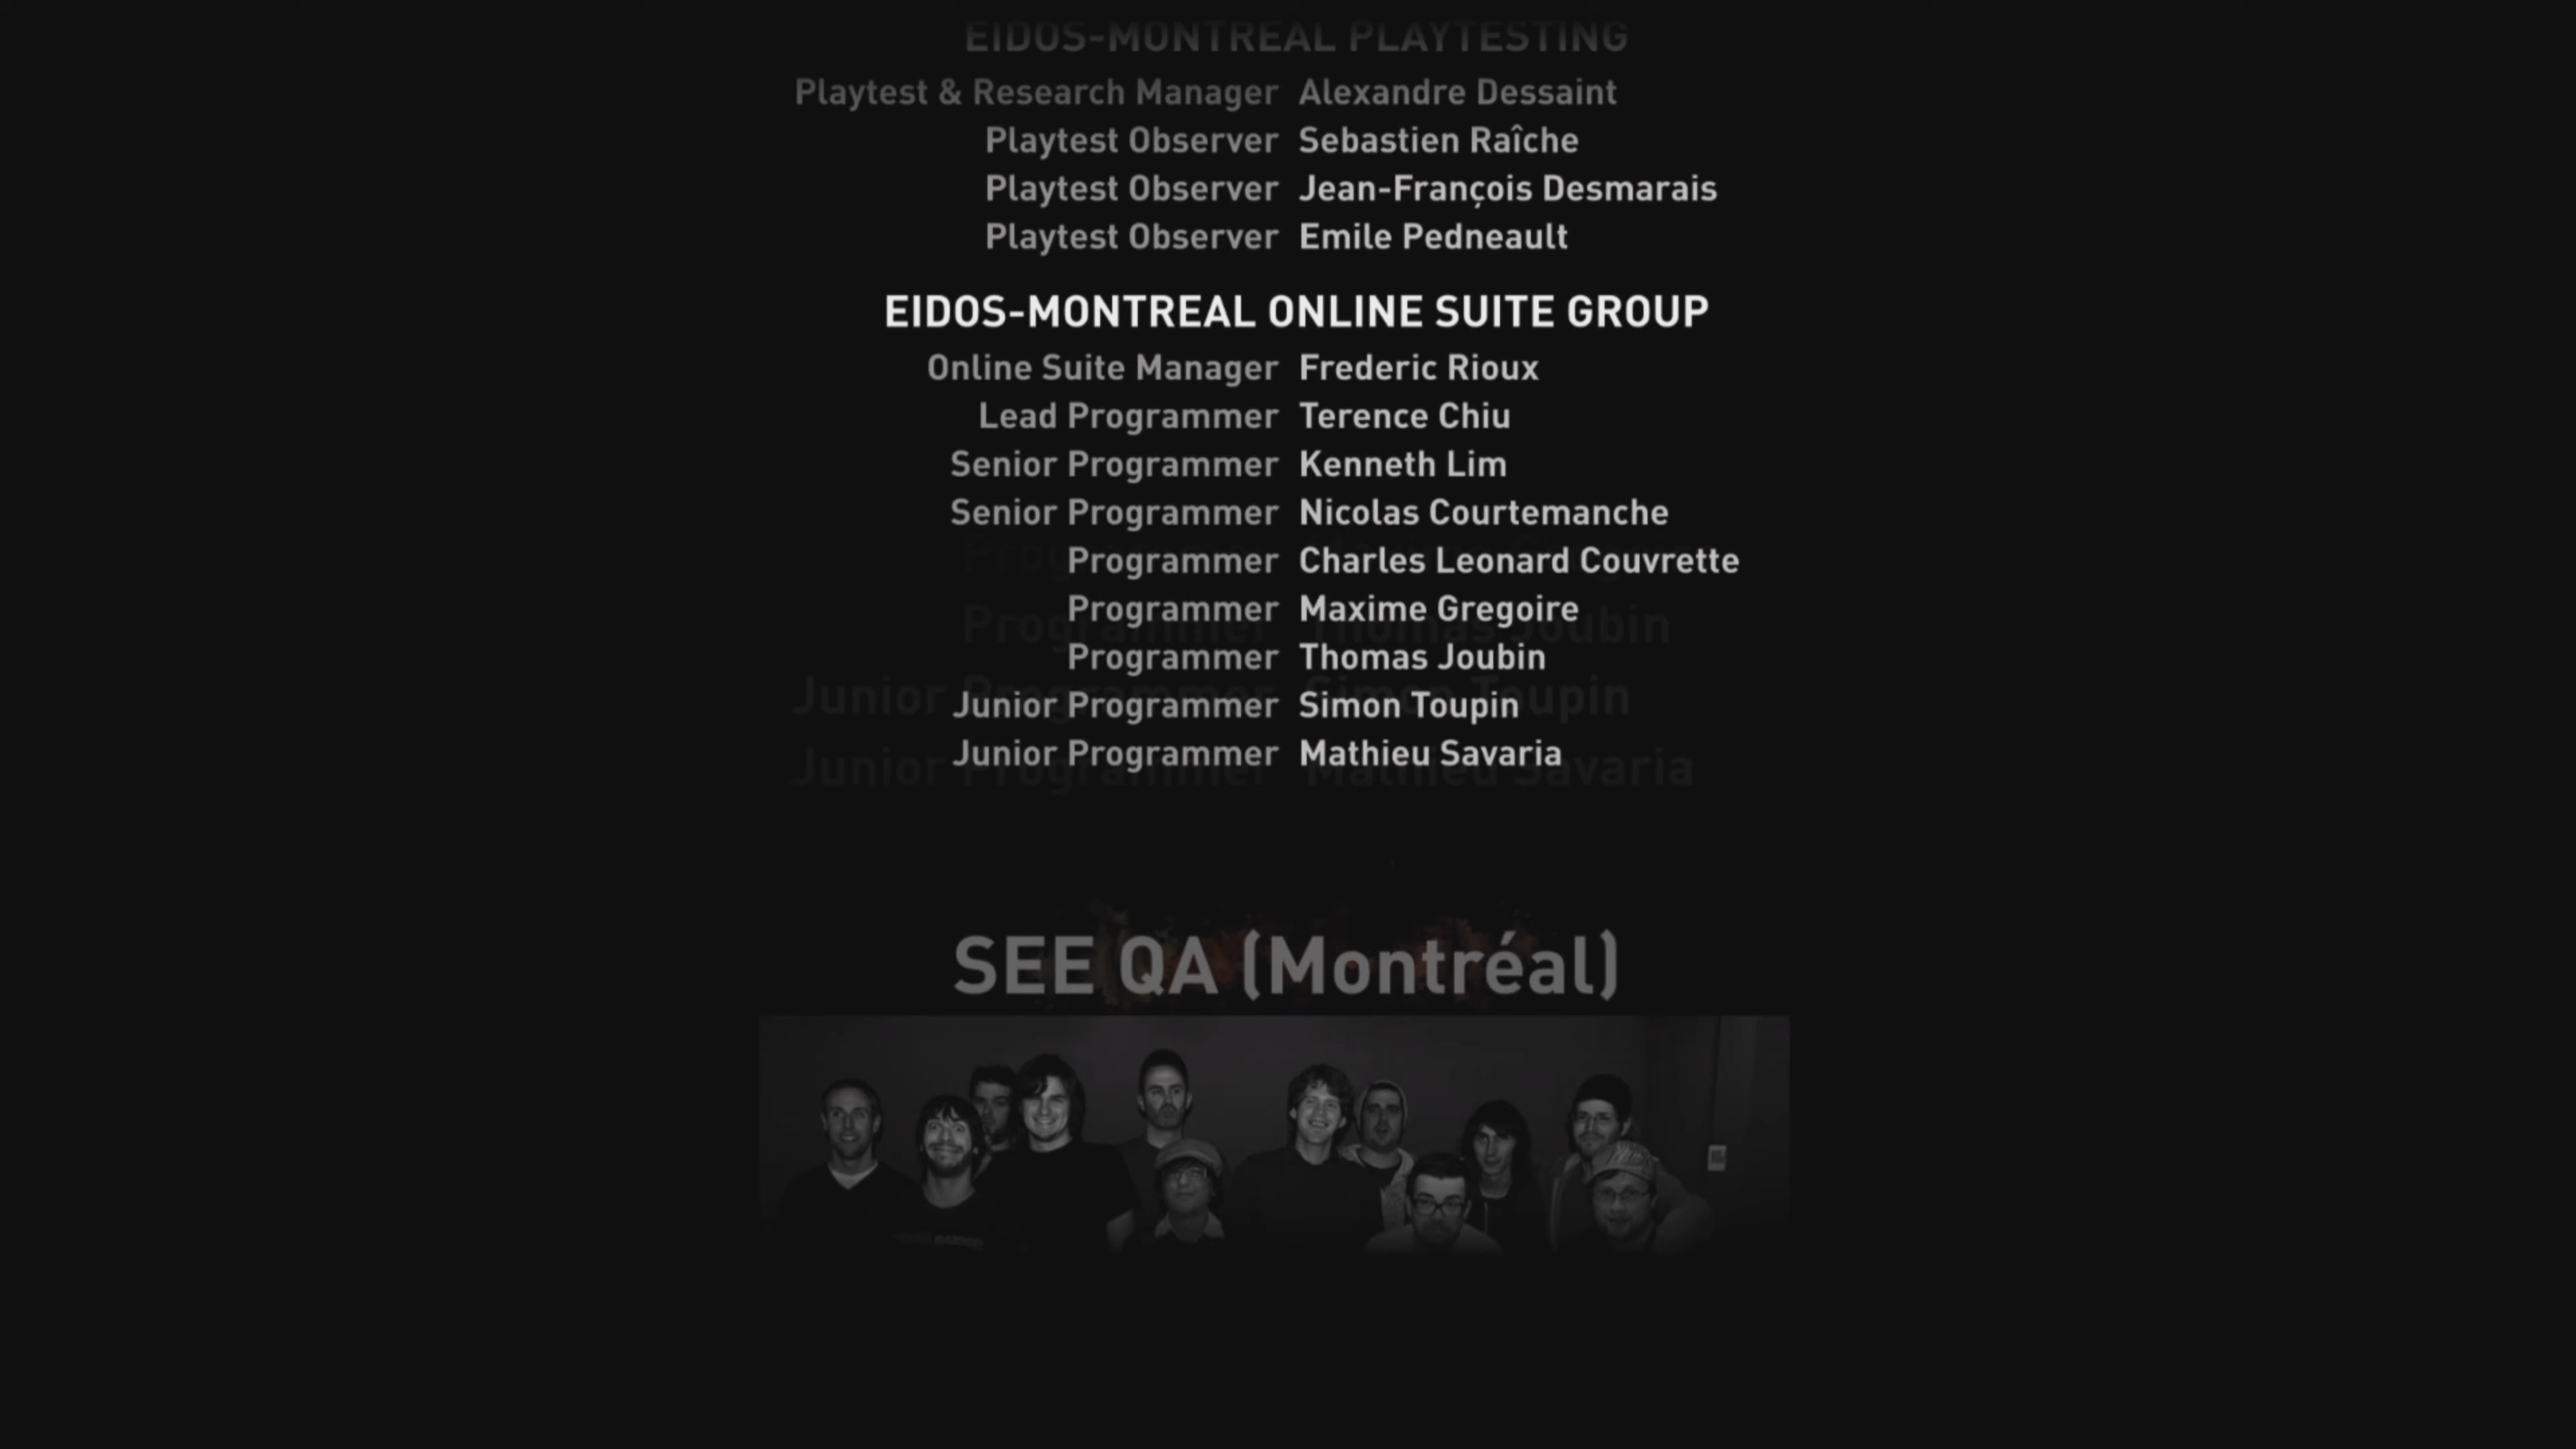 EIDOS-MONTREAL PLAYTESTING
Playtest & Research Manager Alexandre Dessaint
Playtest Observer Sebastien Raîche
Playtest Observer Jean-François Desmarais
Playtest Observer Emile Pedneault
EIDOS-MONTREAL ONLINE SUITE GROUP
Online Suite Manager Frederic Rioux
Lead Programmer Terence Chiu
Senior Programmer Kenneth Lim
Senior Programmer Nicolas Courtemanche
Programmer Charles Leonard Couvrette
Programmer Maxime Gregoire
Programmer Thomas Joubin
Junior Programmer Simon Toupin
Junior Programmer Mathieu Savaria
SEE QA (Montréal)